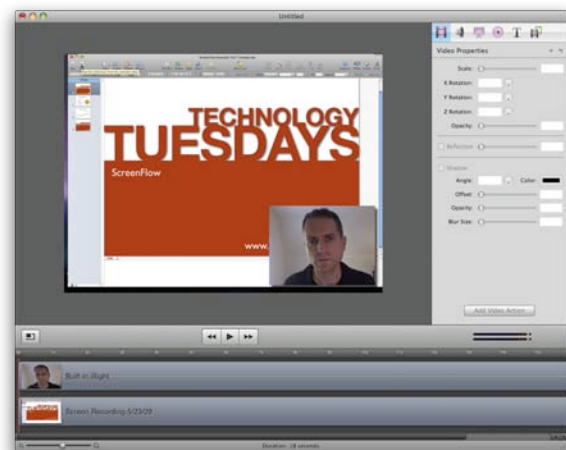 Untitled
Video Properties
Scale:
X Rotation:
Y Rotation:
Z Rotation:
Opacity:
Reflection
Shadow
Angle:
Color:
Offset:
Opacity:
Blur Size:
Add Video Action
TECHNOLOGY
TUESDAYS
ScreenFlow
www.
Built-in iSight
Screen Recording 5/23/09
Duration: 28 seconds